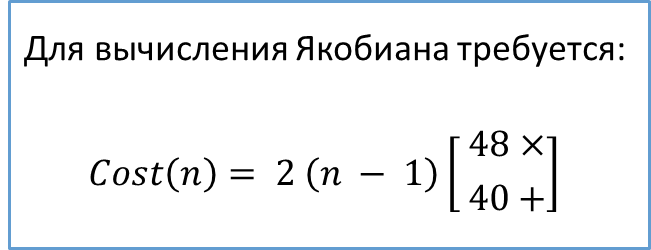 Для вычисления Якобиана требуется:
Cost(n) = 2 (n − 1) [48 ×
40 +]